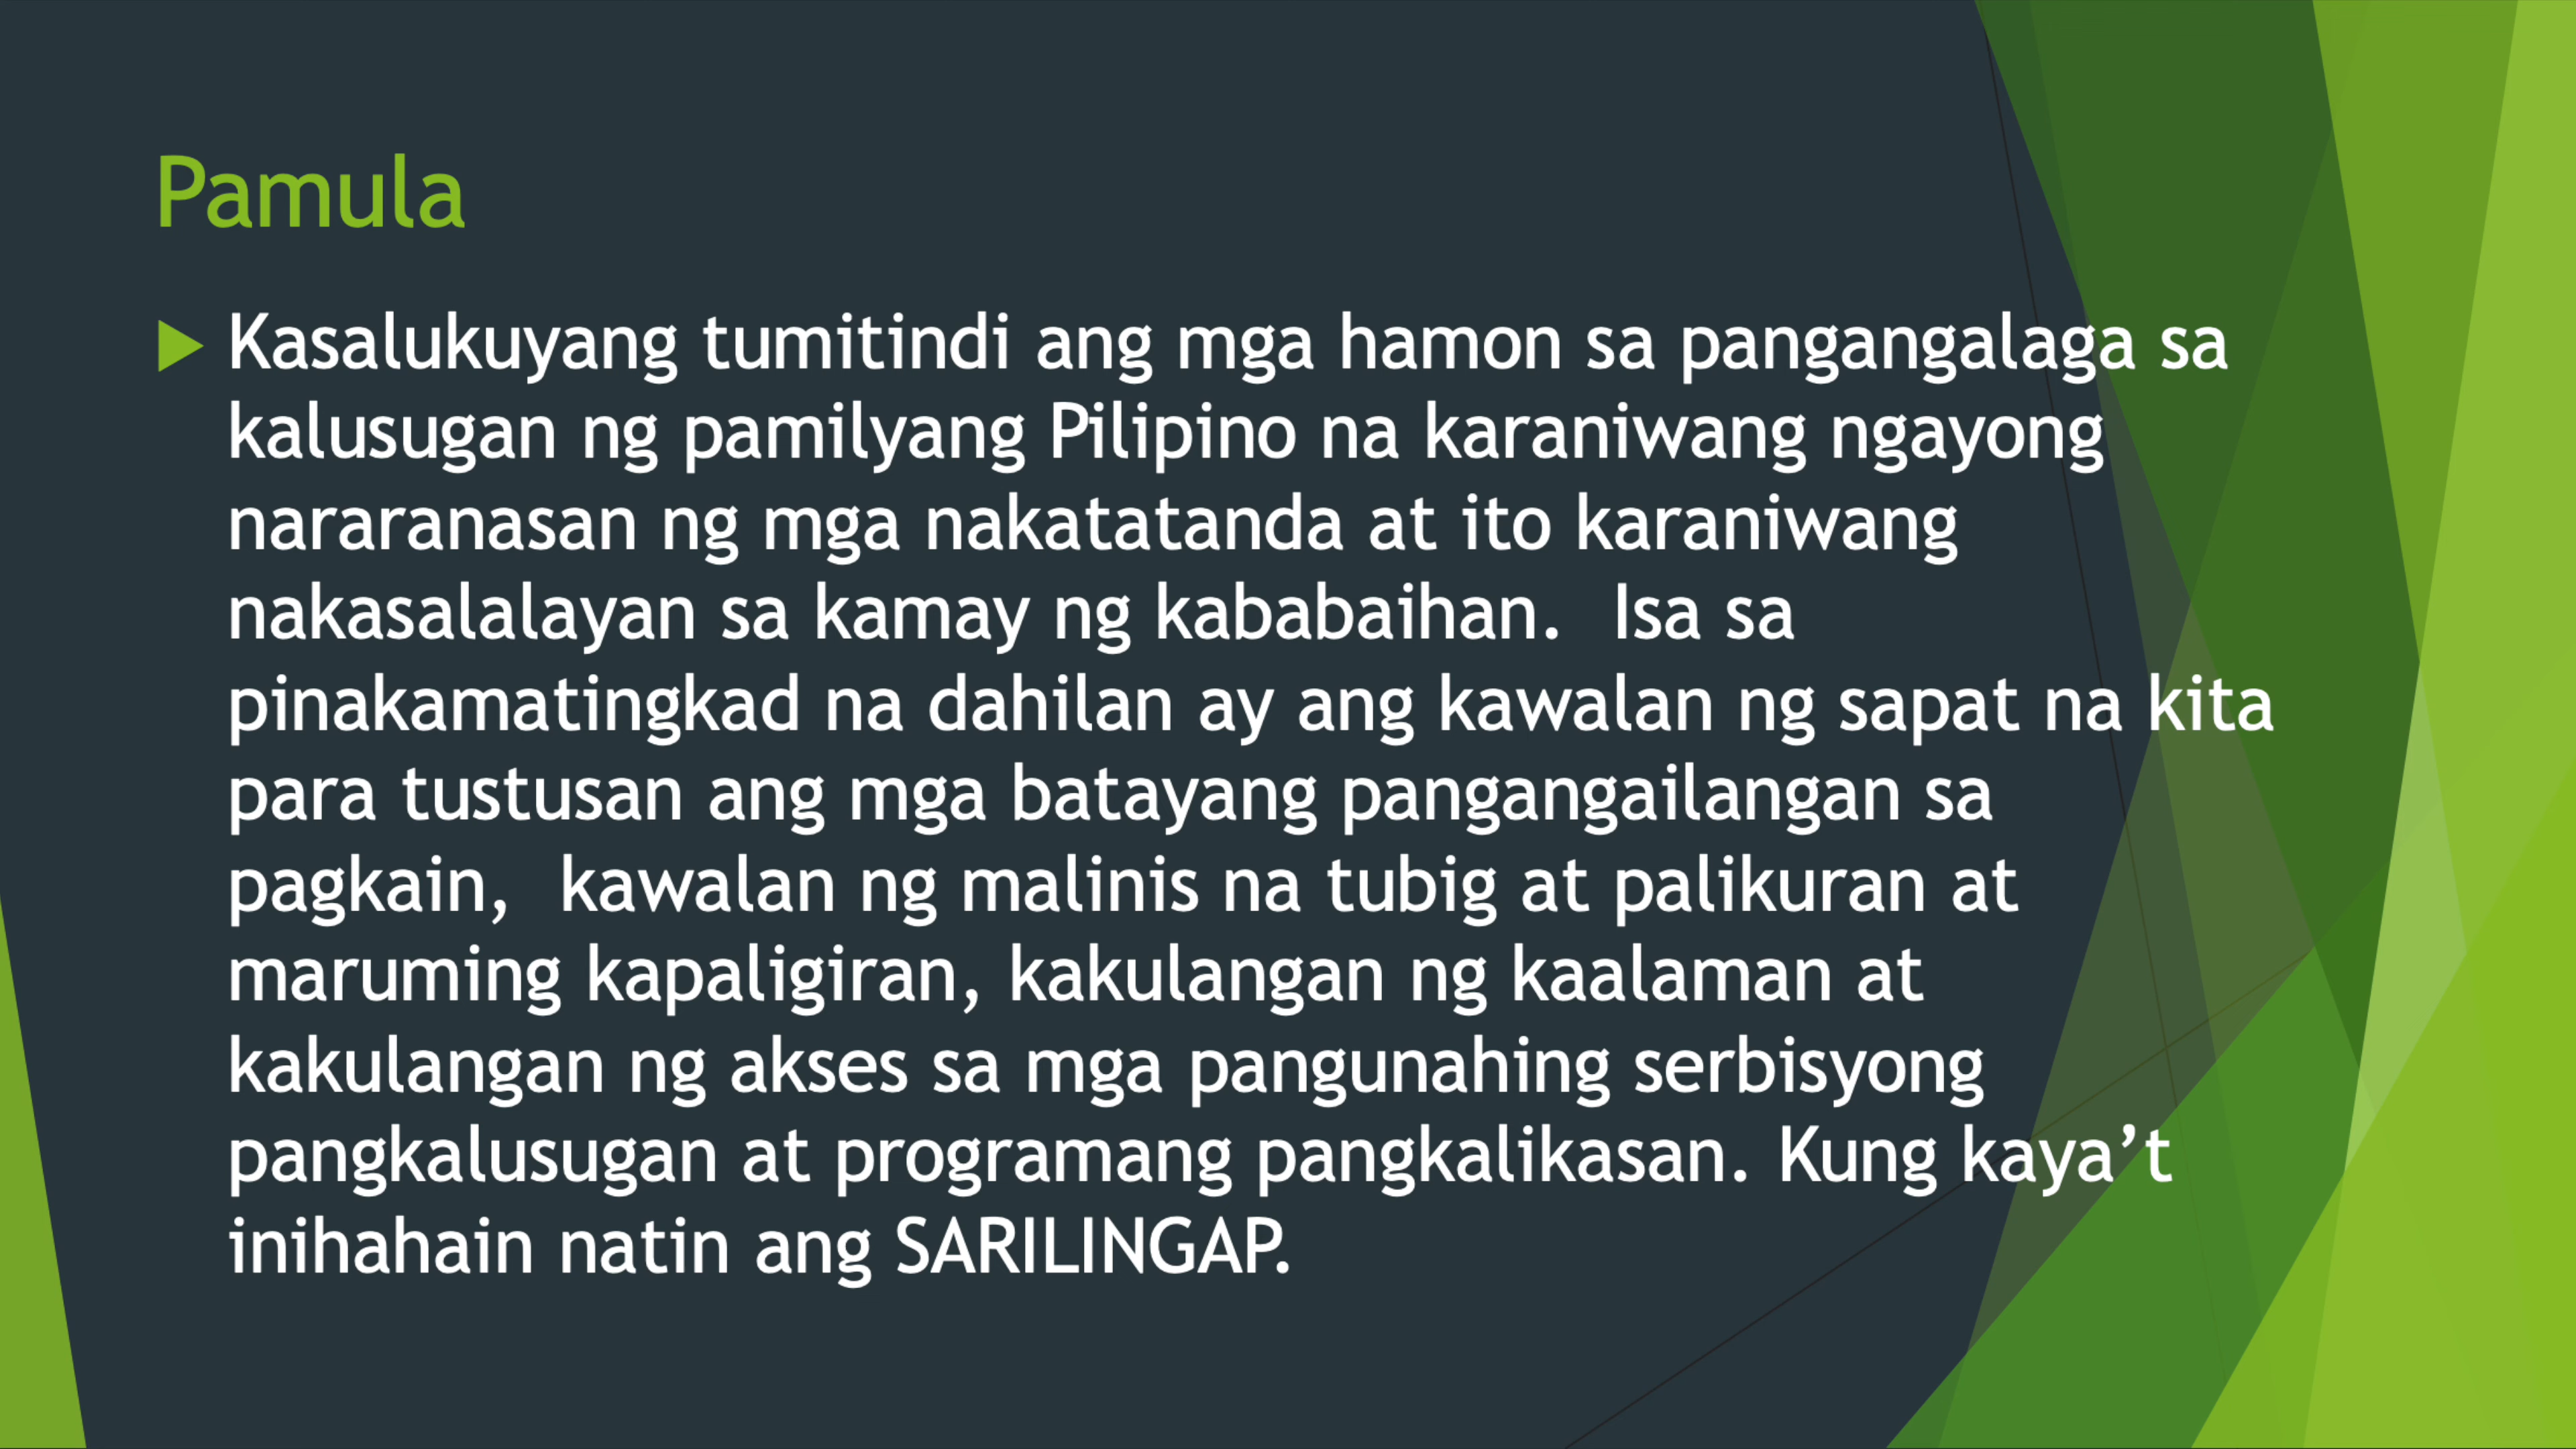 Pamula
Kasalukuyang tumitindi ang mga hamon sa pangangalaga sa
kalusugan ng pamilyang Pilipino na karaniwang ngayong
nararanasan ng mga nakatatanda at ito karaniwang
nakasalalayan sa kamay ng kababaihan.  Isa sa
pinakamatingkad na dahilan ay ang kawalan ng sapat na kita
para tustusan ang mga batayang pangangailangan sa
pagkain,  kawalan ng malinis na tubig at palikuran at
maruming kapaligiran, kakulangan ng kaalaman at
kakulangan ng akses sa mga pangunahing serbisyong
pangkalusugan at programang pangkalikasan. Kung kaya’t
inihahain natin ang SARILINGAP.